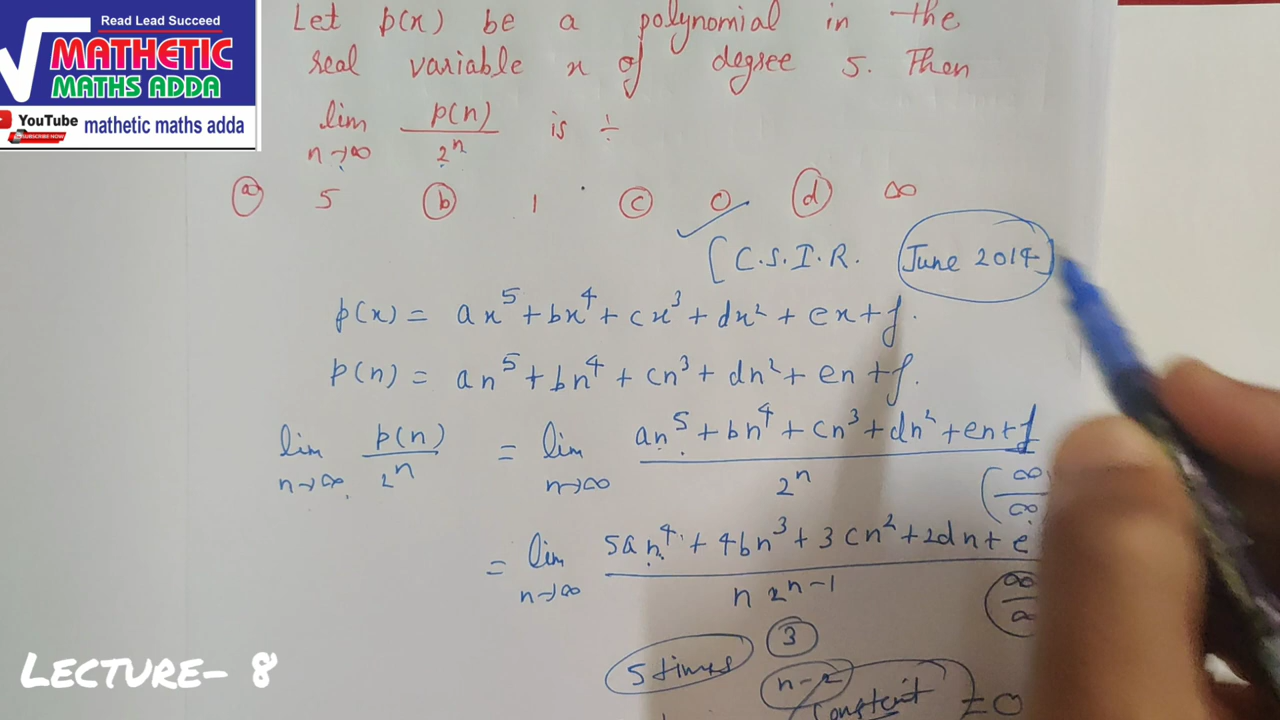 Read Lead Succeed
MATHETIC
MATHS ADDA
YouTube mathetic maths adda
SUBSCRIBE NOW
Let p(x) be a polynomial in the
real variable x of degree 5. Then
lim n→∞ p(n)/2^n is ÷
(a) 5 (b) 1 (c) 0 (d) ∞
[C.S.I.R. June 2014]
p(x) = ax^5 + bx^4 + cx^3 + dx^2 + ex + f.
p(n) = an^5 + bn^4 + cn^3 + dn^2 + en + f.
lim n→∞ p(n)/2^n = lim n→∞ (an^5 + bn^4 + cn^3 + dn^2 + en + f)/2^n (∞/∞)
= lim n→∞ (5an^4 + 4bn^3 + 3cn^2 + 2dn + e)/(n 2^(n-1)) (∞/∞)
5 times (3)
n-2
Constant = 0
LECTURE- 8